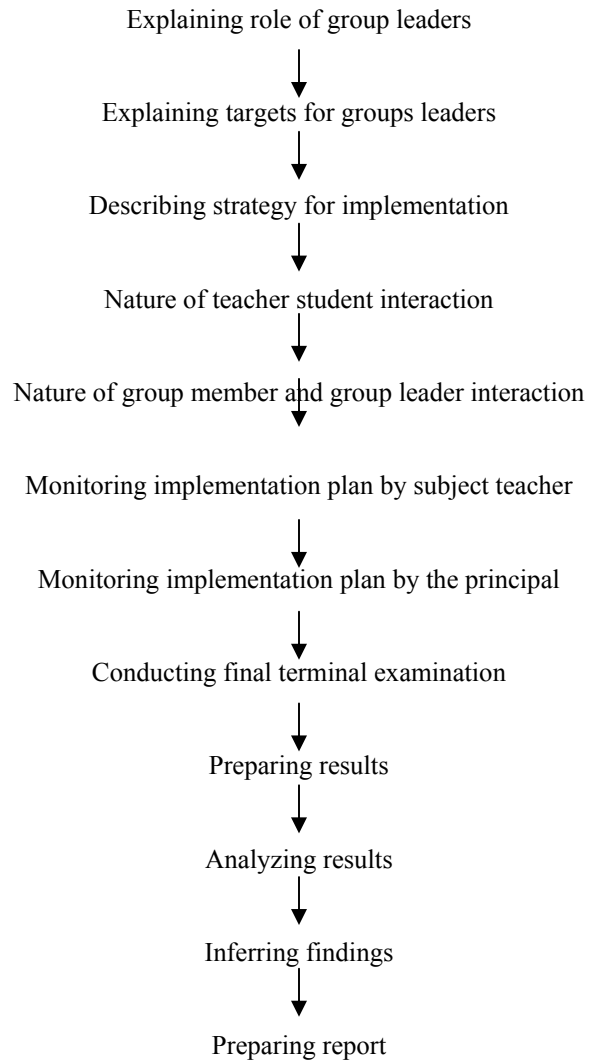 Explaining role of group leaders
Explaining targets for groups leaders
Describing strategy for implementation
Nature of teacher student interaction
Nature of group member and group leader interaction
Monitoring implementation plan by subject teacher
Monitoring implementation plan by the principal
Conducting final terminal examination
Preparing results
Analyzing results
Inferring findings
Preparing report